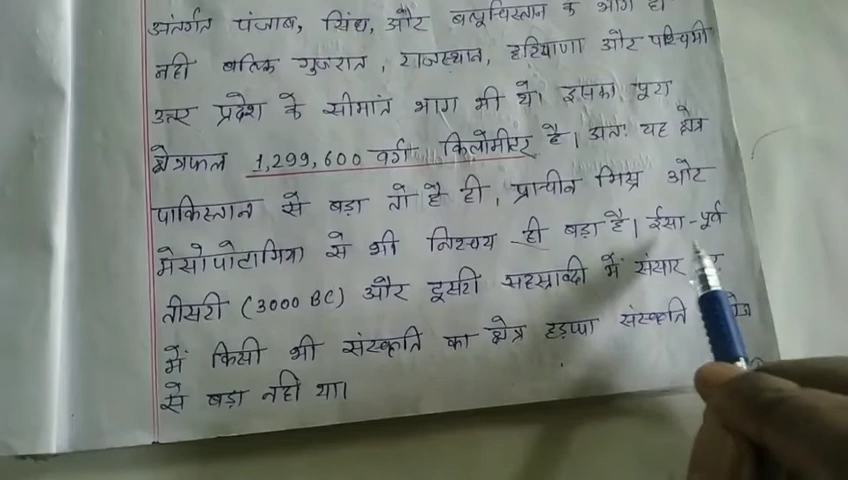 अंतर्गत पंजाब, सिंध, और बलूचिस्तान के भाग ही
नही बल्कि गुजरात, राजस्थान, हरियाणा और पश्चिमी
उत्तर प्रदेश के सीमांत भाग भी थे। इसका पूरा
क्षेत्रफल 1,299,600 वर्ग किलोमीटर है। अतः यह क्षेत्र
पाकिस्तान से बड़ा तो है ही, प्राचीन मिस्र और
मेसोपोटामिया से भी निश्चय ही बड़ा है। ईसा-पूर्व
तीसरी (3000 BC) और दूसरी सहस्राब्दी में संसार
में किसी भी संस्कृति का क्षेत्र हड़प्पा संस्कृति
से बड़ा नही था।